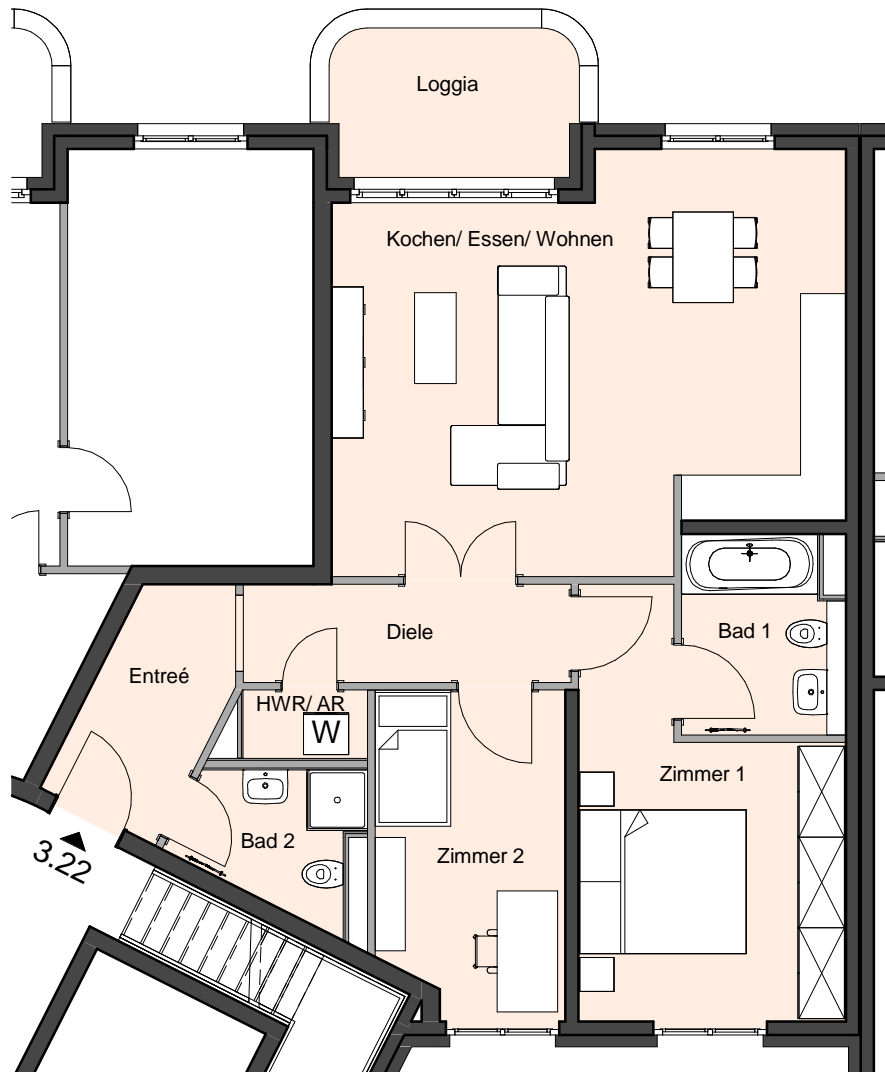 Loggia
Kochen/ Essen/ Wohnen
Diele
Bad 1
Entreé
HWR/ AR
W
Zimmer 1
Bad 2
Zimmer 2
3.22